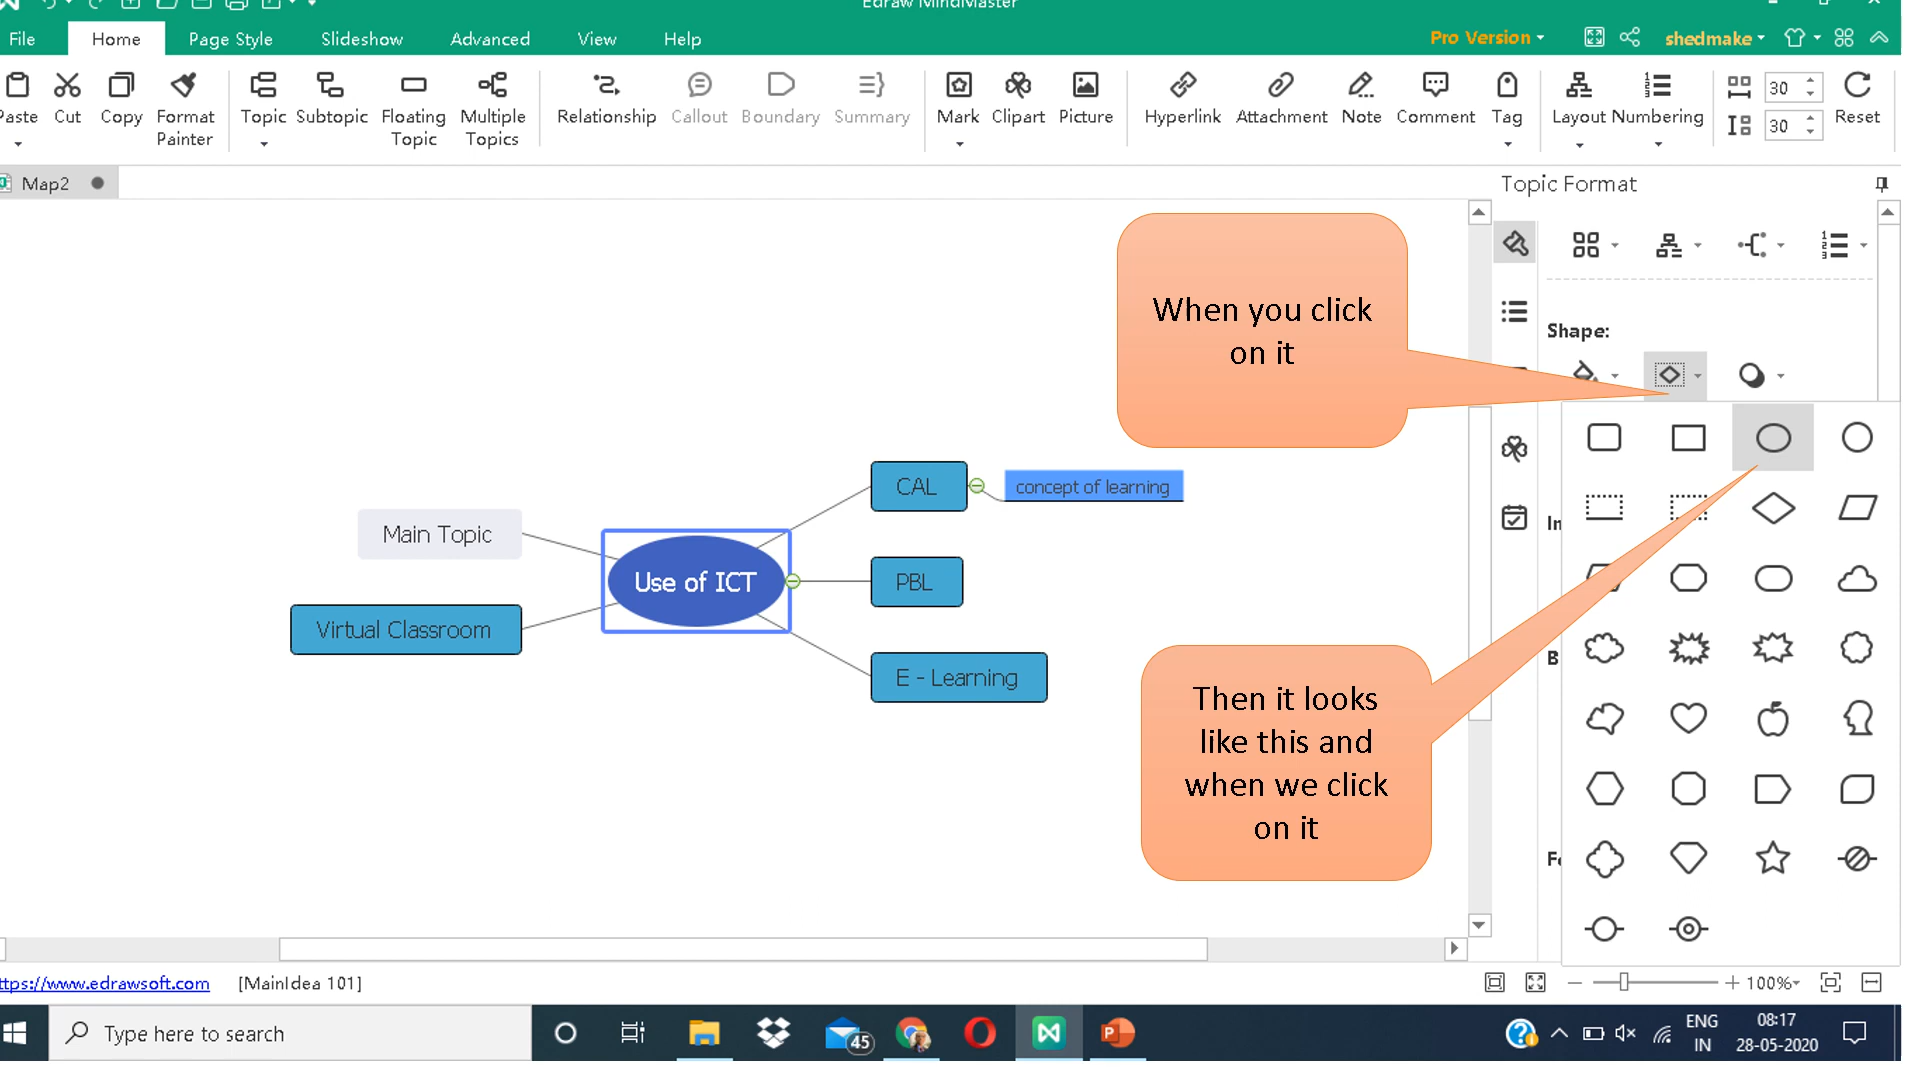 Edraw MindMaster
File Home Page Style Slideshow Advanced View Help Pro Version shedmake
Paste Cut Copy Format Painter Topic Subtopic Floating Topic Multiple Topics Relationship Callout Boundary Summary Mark Clipart Picture Hyperlink Attachment Note Comment Tag Layout Numbering 30 30 Reset
Map2
Topic Format
When you click
on it
Shape:
CAL
concept of learning
Main Topic
Use of ICT
PBL
Virtual Classroom
E - Learning
In
B
Then it looks
like this and
when we click
on it
ttps://www.edrawsoft.com [MainIdea 101]
100%
Type here to search
45
ENG
IN
08:17
28-05-2020